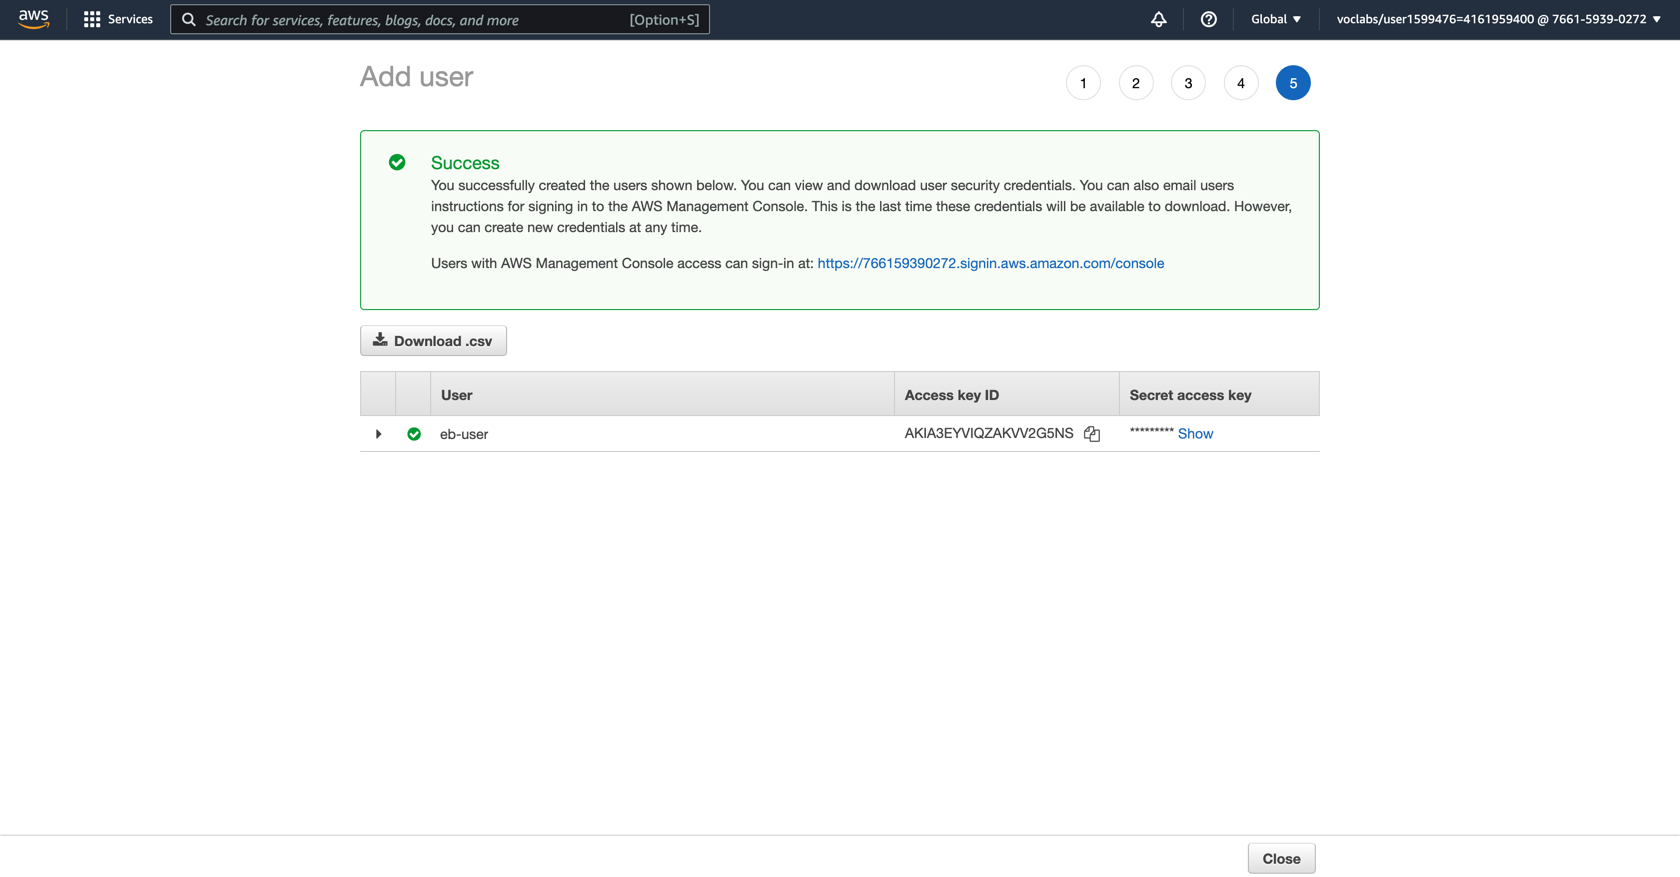 aws
Services
Search for services, features, blogs, docs, and more [Option+S]
Global
voclabs/user1599476=4161959400 @ 7661-5939-0272
Add user
1 2 3 4 5
Success
You successfully created the users shown below. You can view and download user security credentials. You can also email users
instructions for signing in to the AWS Management Console. This is the last time these credentials will be available to download. However,
you can create new credentials at any time.
Users with AWS Management Console access can sign-in at: https://766159390272.signin.aws.amazon.com/console
Download .csv
User Access key ID Secret access key
eb-user AKIA3EYVIQZAKVV2G5NS ********* Show
Close